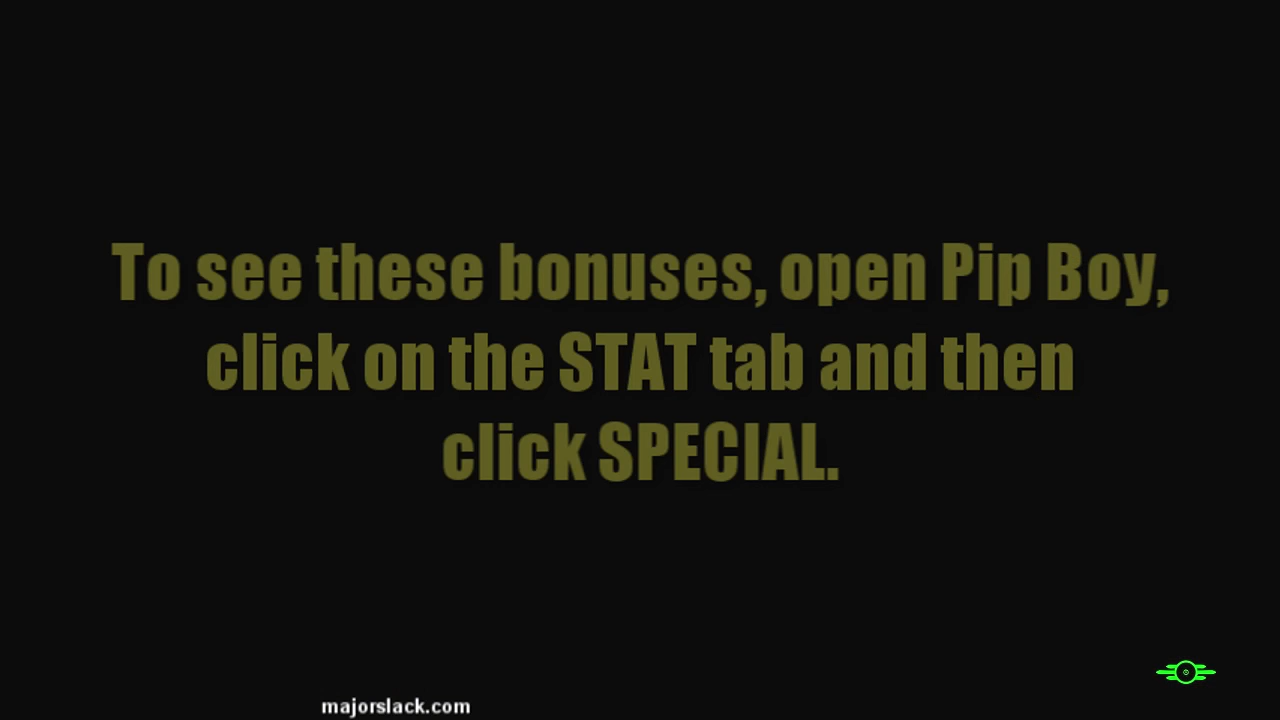 To see these bonuses, open Pip Boy,
click on the STAT tab and then
click SPECIAL.
majorslack.com